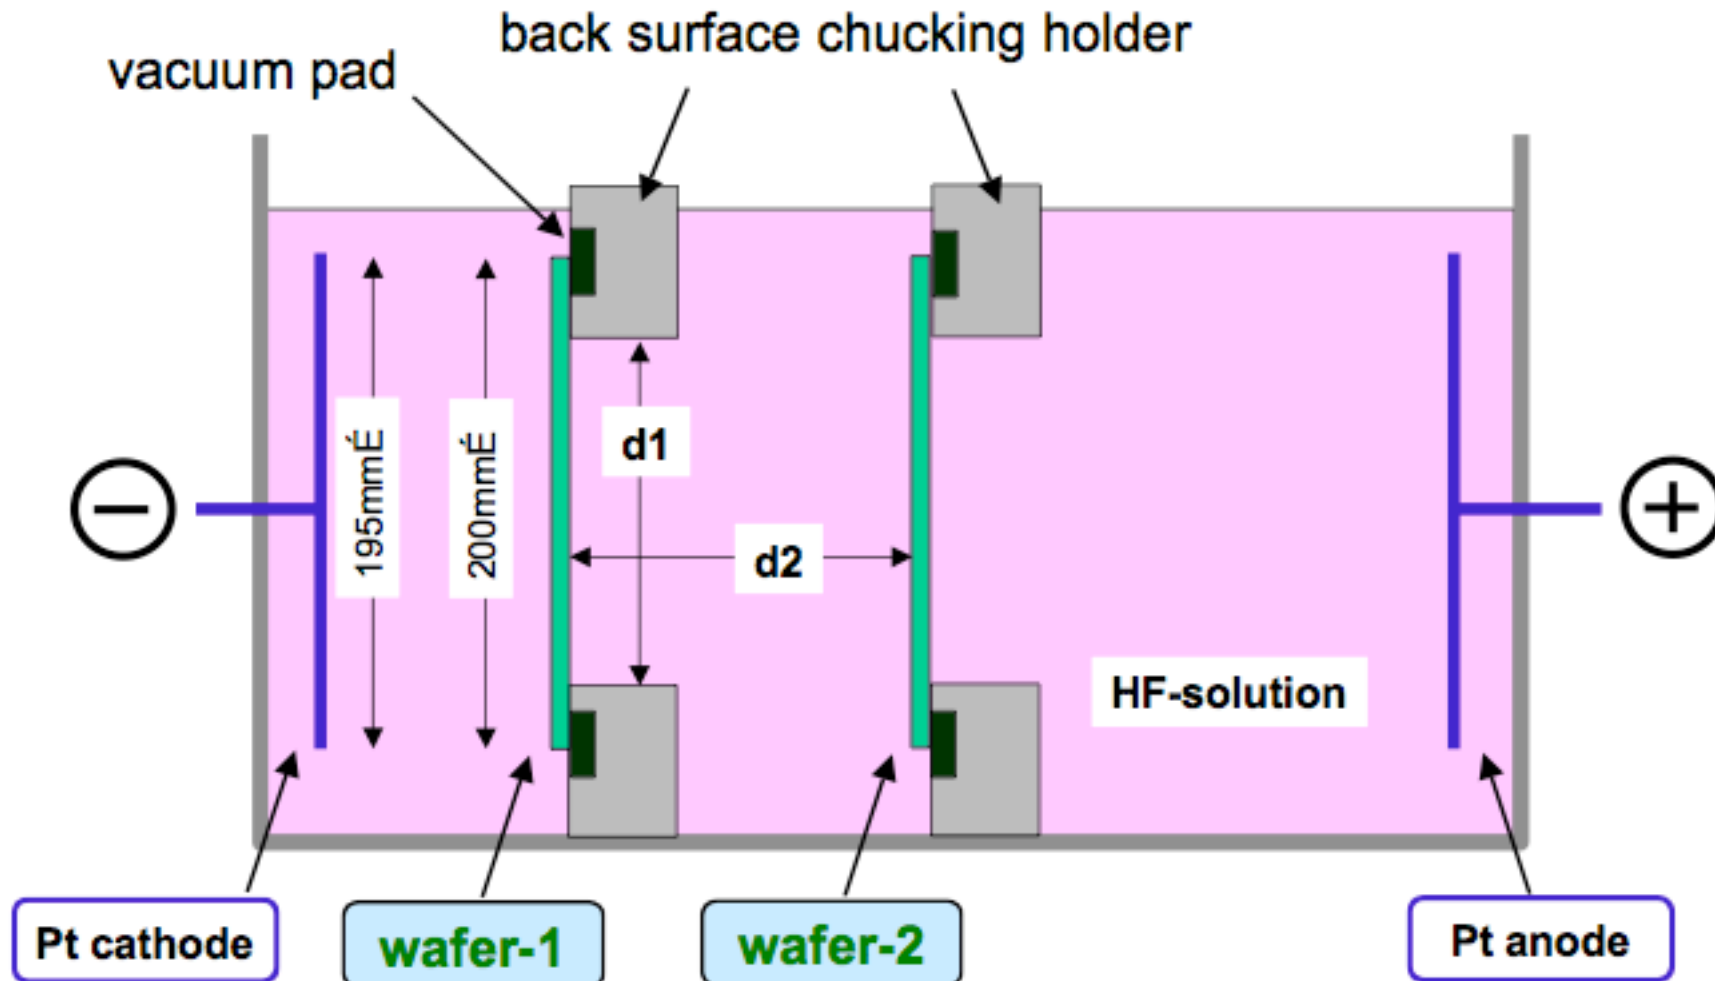 back surface chucking holder
vacuum pad
195mmÉ
200mmÉ
d1
d2
−
+
HF-solution
Pt cathode
wafer-1
wafer-2
Pt anode